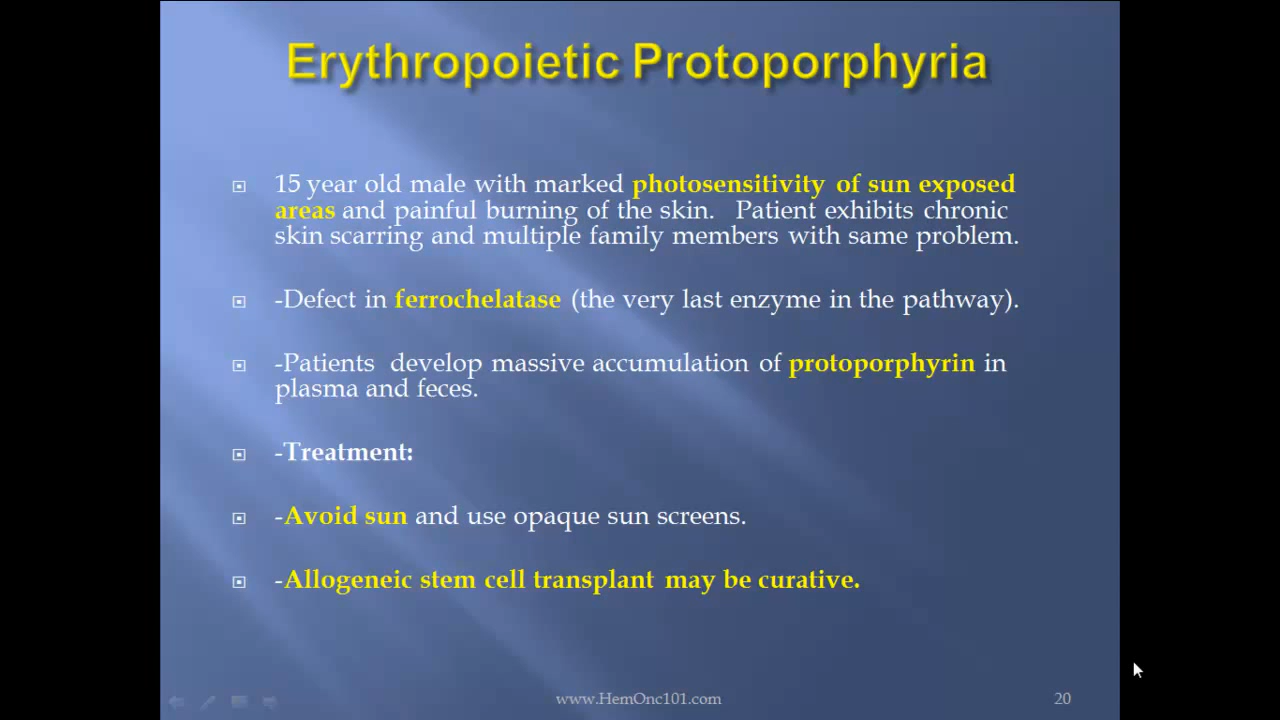 Erythropoietic Protoporphyria
15 year old male with marked photosensitivity of sun exposed
areas and painful burning of the skin. Patient exhibits chronic
skin scarring and multiple family members with same problem.
-Defect in ferrochelatase (the very last enzyme in the pathway).
-Patients develop massive accumulation of protoporphyrin in
plasma and feces.
-Treatment:
-Avoid sun and use opaque sun screens.
-Allogeneic stem cell transplant may be curative.
www.HemOnc101.com
20